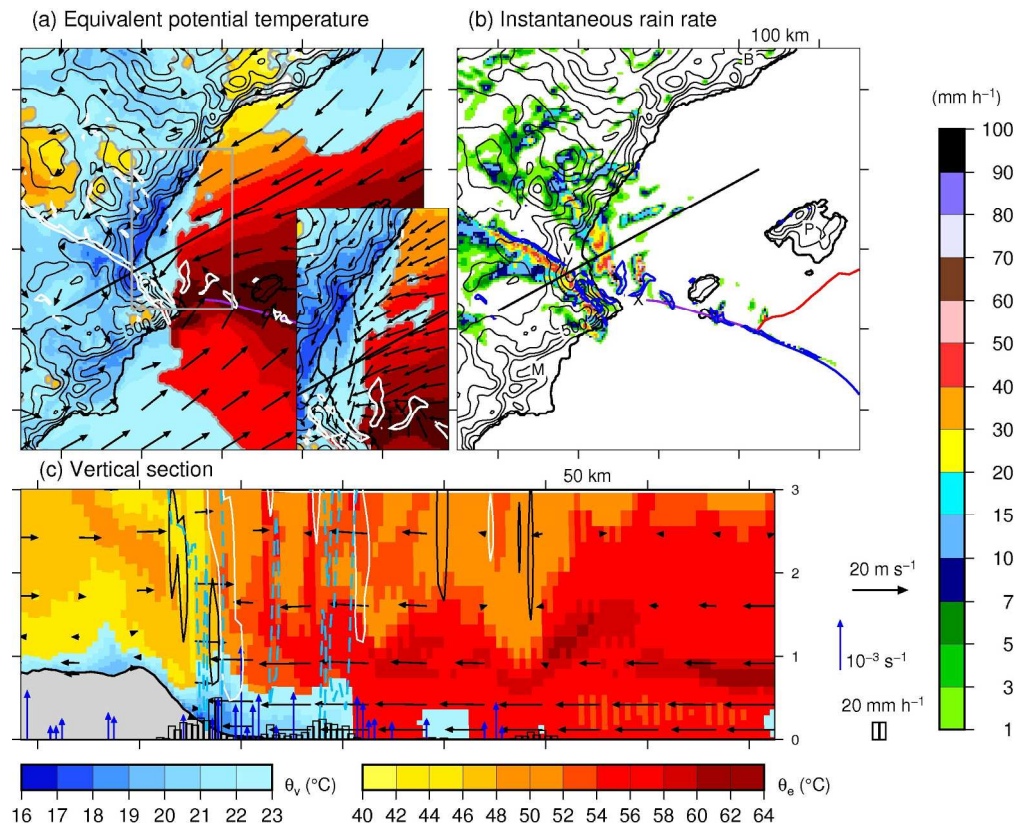 (a) Equivalent potential temperature
(b) Instantaneous rain rate
100 km
B
(mm h⁻¹)
100
90
80
70
60
50
40
30
20
15
10
7
5
3
1
500
V
X
P
M
500
(c) Vertical section
50 km
3
2
1
0
20 m s⁻¹
10⁻³ s⁻¹
20 mm h⁻¹
θv (°C)
16 17 18 19 20 21 22 23
θe (°C)
40 42 44 46 48 50 52 54 56 58 60 62 64